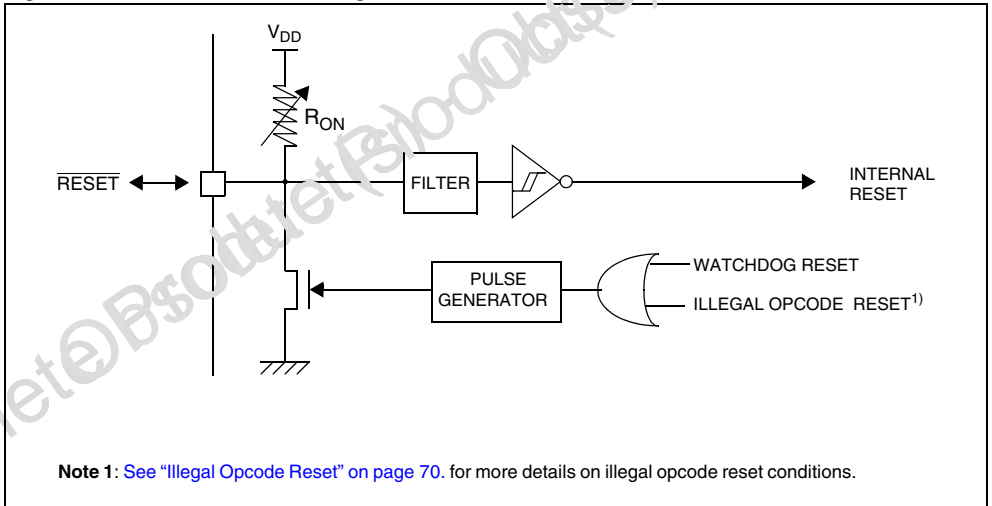 V_DD
R_ON
RESET
FILTER
INTERNAL
RESET
PULSE
GENERATOR
WATCHDOG RESET
ILLEGAL OPCODE RESET1)
Note 1: See “Illegal Opcode Reset” on page 70. for more details on illegal opcode reset conditions.